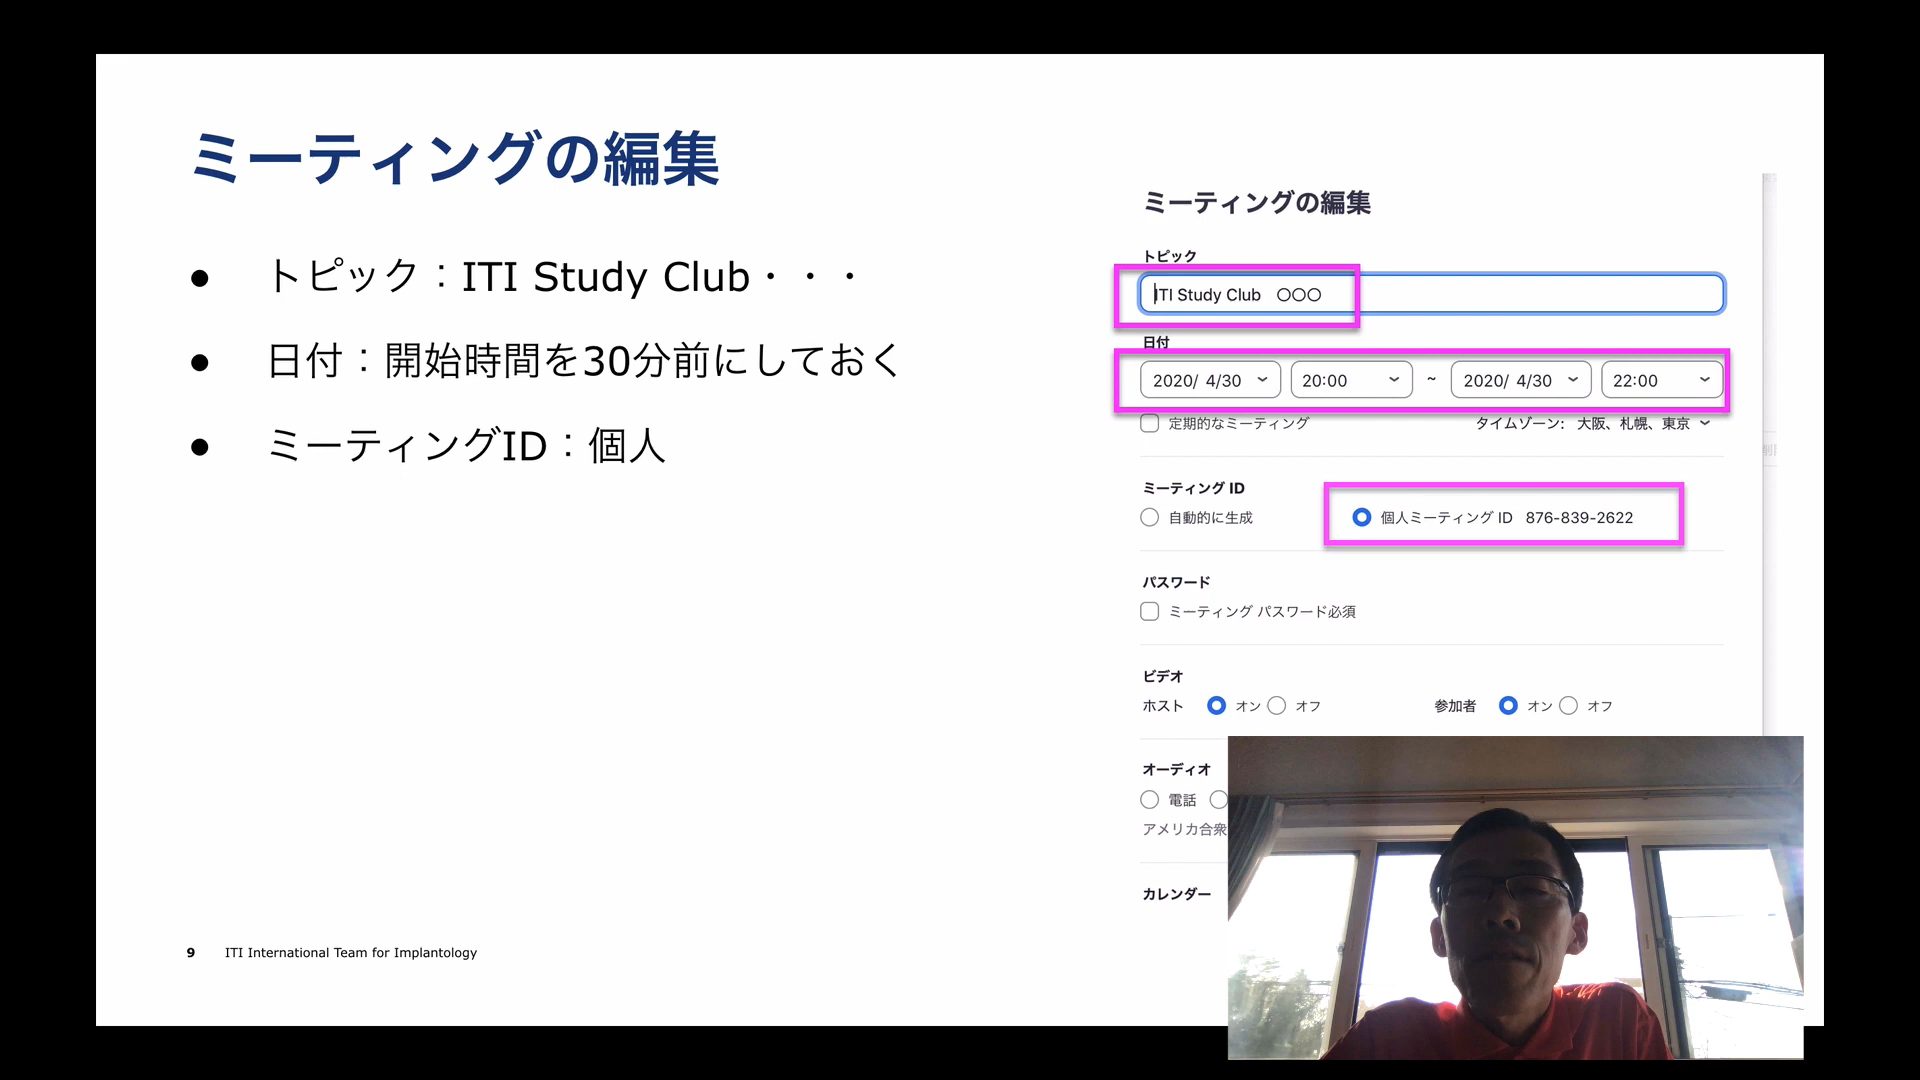 ミーティングの編集
● トピック：ITI Study Club・・・
● 日付：開始時間を30分前にしておく
● ミーティングID：個人
ミーティングの編集
トピック
ITI Study Club ○○○
日付
2020/ 4/30 20:00 ~ 2020/ 4/30 22:00
定期的なミーティング タイムゾーン: 大阪、札幌、東京
ミーティング ID
自動的に生成 個人ミーティング ID 876-839-2622
パスワード
ミーティング パスワード必須
ビデオ
ホスト オン オフ 参加者 オン オフ
オーディオ
電話
アメリカ合衆
カレンダー
9 ITI International Team for Implantology